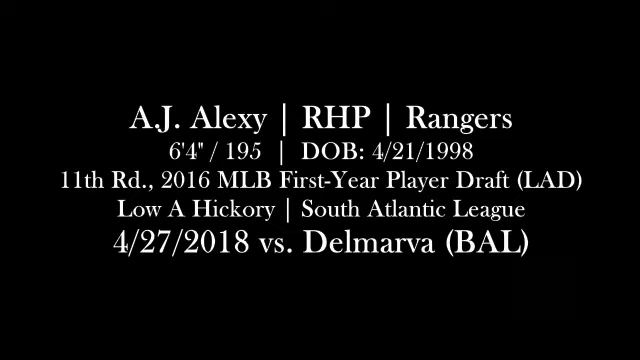 A.J. Alexy | RHP | Rangers
6'4" / 195 | DOB: 4/21/1998
11th Rd., 2016 MLB First-Year Player Draft (LAD)
Low A Hickory | South Atlantic League
4/27/2018 vs. Delmarva (BAL)